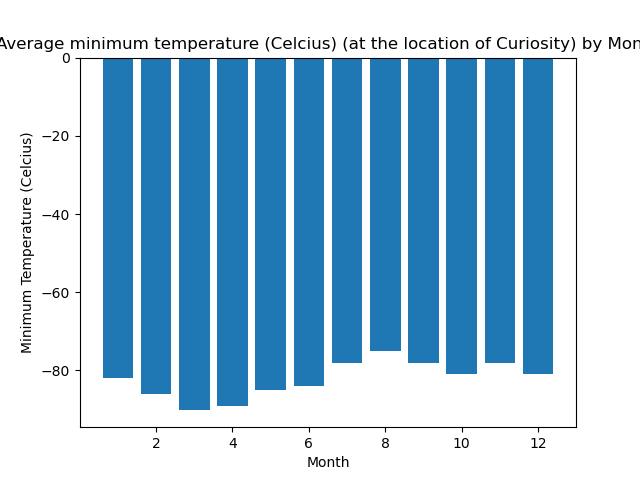 Average minimum temperature (Celcius) (at the location of Curiosity) by Mon
0
−20
−40
−60
−80
Minimum Temperature (Celcius)
2 4 6 8 10 12
Month